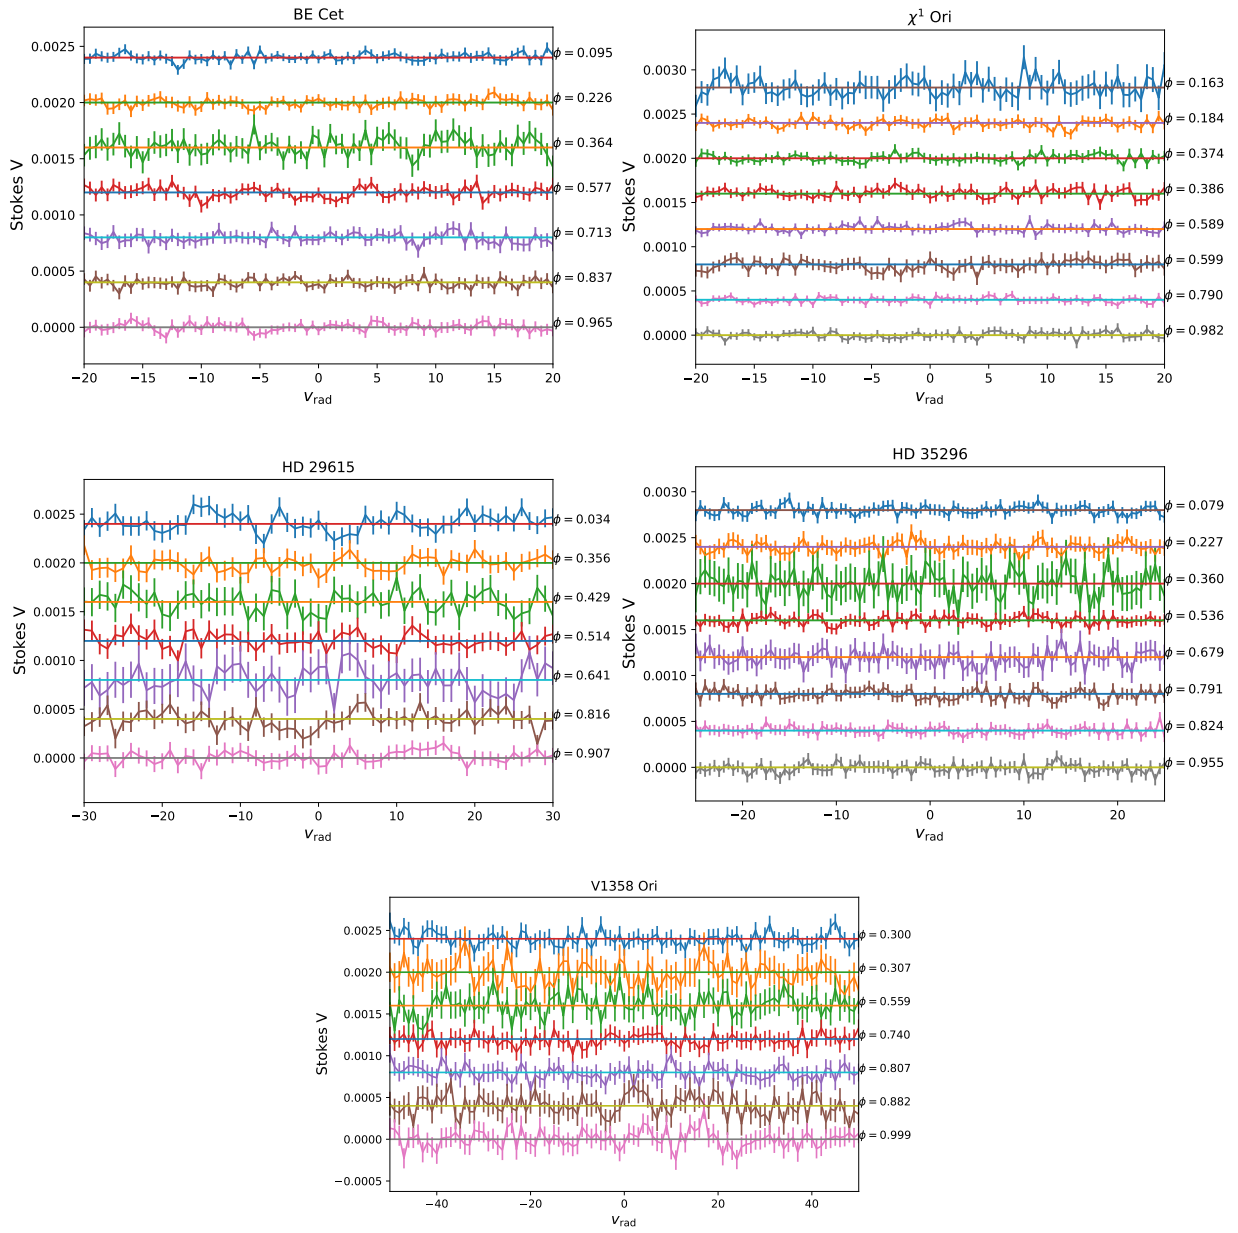 BE Cet
0.0025
0.0020
0.0015
0.0010
0.0005
0.0000
Stokes V
ϕ = 0.095
ϕ = 0.226
ϕ = 0.364
ϕ = 0.577
ϕ = 0.713
ϕ = 0.837
ϕ = 0.965
−20 −15 −10 −5 0 5 10 15 20
v_rad
χ¹ Ori
0.0030
0.0025
0.0020
0.0015
0.0010
0.0005
0.0000
Stokes V
ϕ = 0.163
ϕ = 0.184
ϕ = 0.374
ϕ = 0.386
ϕ = 0.589
ϕ = 0.599
ϕ = 0.790
ϕ = 0.982
−20 −15 −10 −5 0 5 10 15 20
v_rad
HD 29615
0.0025
0.0020
0.0015
0.0010
0.0005
0.0000
Stokes V
ϕ = 0.034
ϕ = 0.356
ϕ = 0.429
ϕ = 0.514
ϕ = 0.641
ϕ = 0.816
ϕ = 0.907
−30 −20 −10 0 10 20 30
v_rad
HD 35296
0.0030
0.0025
0.0020
0.0015
0.0010
0.0005
0.0000
Stokes V
ϕ = 0.079
ϕ = 0.227
ϕ = 0.360
ϕ = 0.536
ϕ = 0.679
ϕ = 0.791
ϕ = 0.824
ϕ = 0.955
−20 −10 0 10 20
v_rad
V1358 Ori
0.0025
0.0020
0.0015
0.0010
0.0005
0.0000
−0.0005
Stokes V
ϕ = 0.300
ϕ = 0.307
ϕ = 0.559
ϕ = 0.740
ϕ = 0.807
ϕ = 0.882
ϕ = 0.999
−40 −20 0 20 40
v_rad